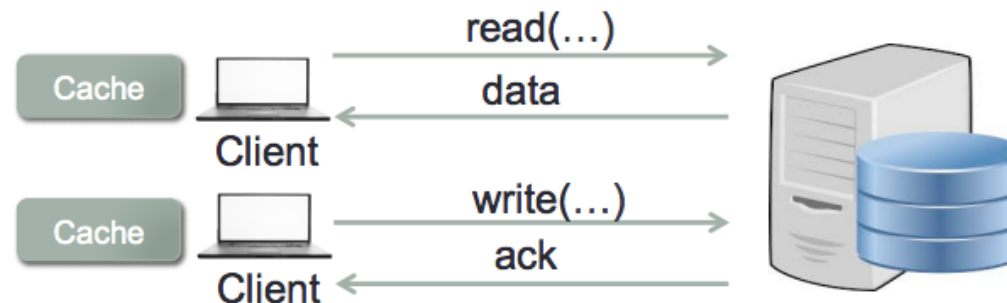 read(…)
Cache
data
Client
write(…)
Cache
ack
Client